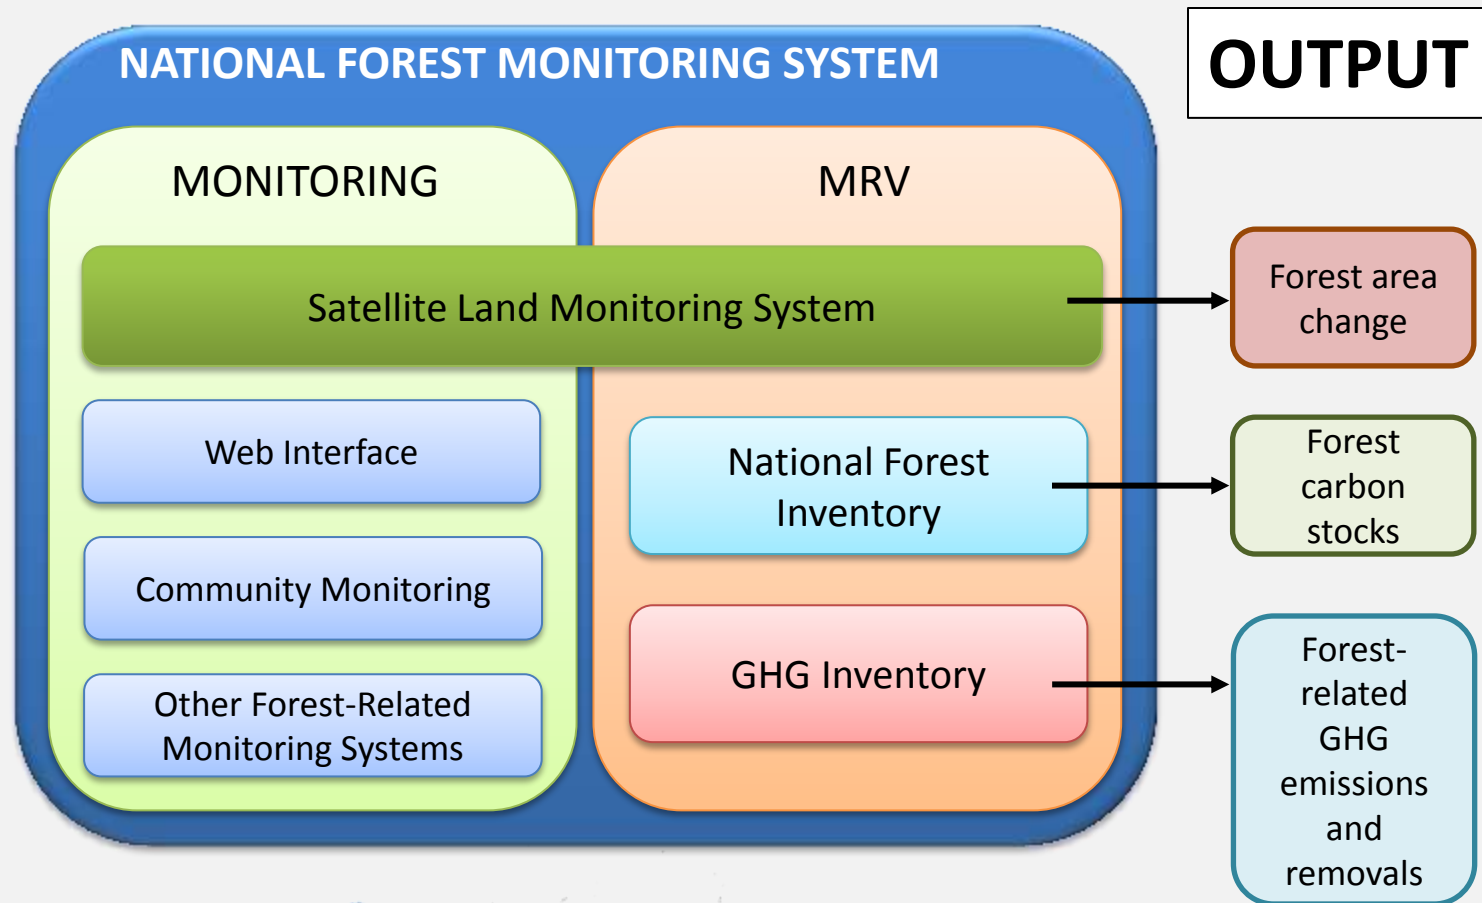 NATIONAL FOREST MONITORING SYSTEM
OUTPUT
MONITORING
MRV
Satellite Land Monitoring System
Forest area
change
Web Interface
National Forest
Inventory
Forest
carbon
stocks
Community Monitoring
Other Forest-Related
Monitoring Systems
GHG Inventory
Forest-
related
GHG
emissions
and
removals